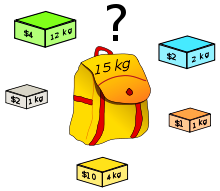 ?
$4 12 kg
15 kg
$2 2 kg
$2 1 kg
$1 1 kg
$10 4 kg